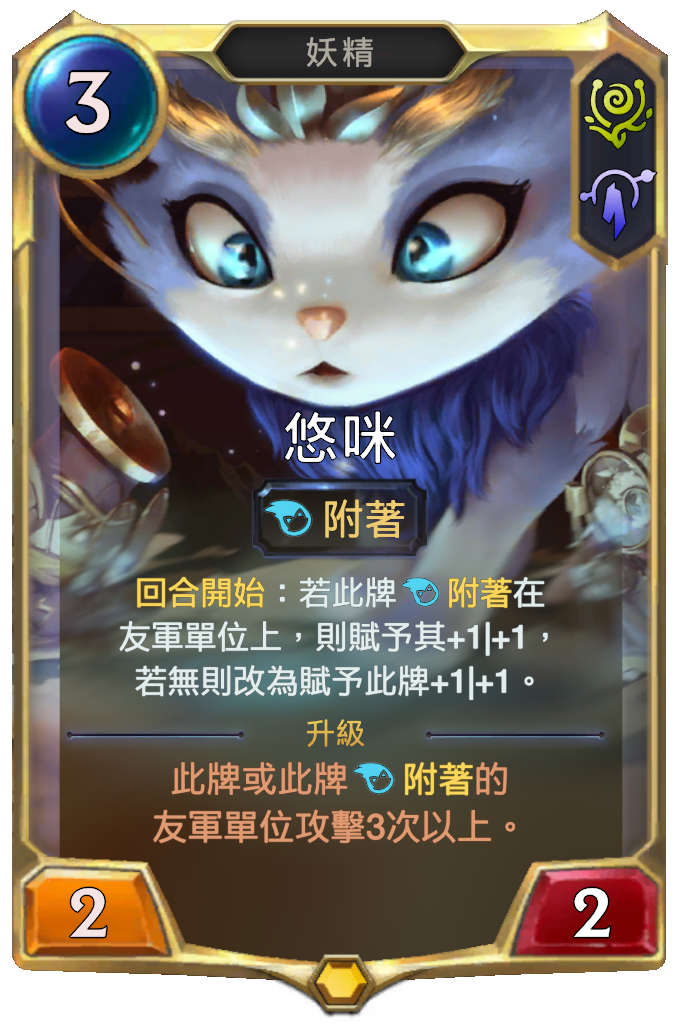 妖精
3
悠咪
附著
回合開始：若此牌 附著在
友軍單位上，則賦予其+1|+1，
若無則改為賦予此牌+1|+1。
升級
此牌或此牌 附著的
友軍單位攻擊3次以上。
2
2